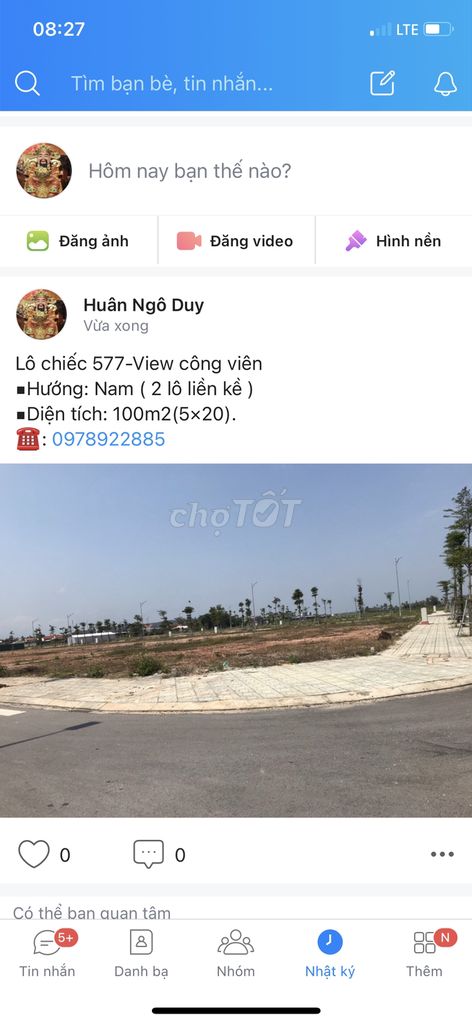 08:27
LTE
Tìm bạn bè, tin nhắn...
Hôm nay bạn thế nào?
Đăng ảnh
Đăng video
Hình nền
Huân Ngô Duy
Vừa xong
Lô chiếc 577-View công viên
▪Hướng: Nam ( 2 lô liền kề )
▪Diện tích: 100m2(5×20).
☎: 0978922885
chợTỐT
0
0
Có thể bạn quan tâm
5+
N
Tin nhắn
Danh bạ
Nhóm
Nhật ký
Thêm